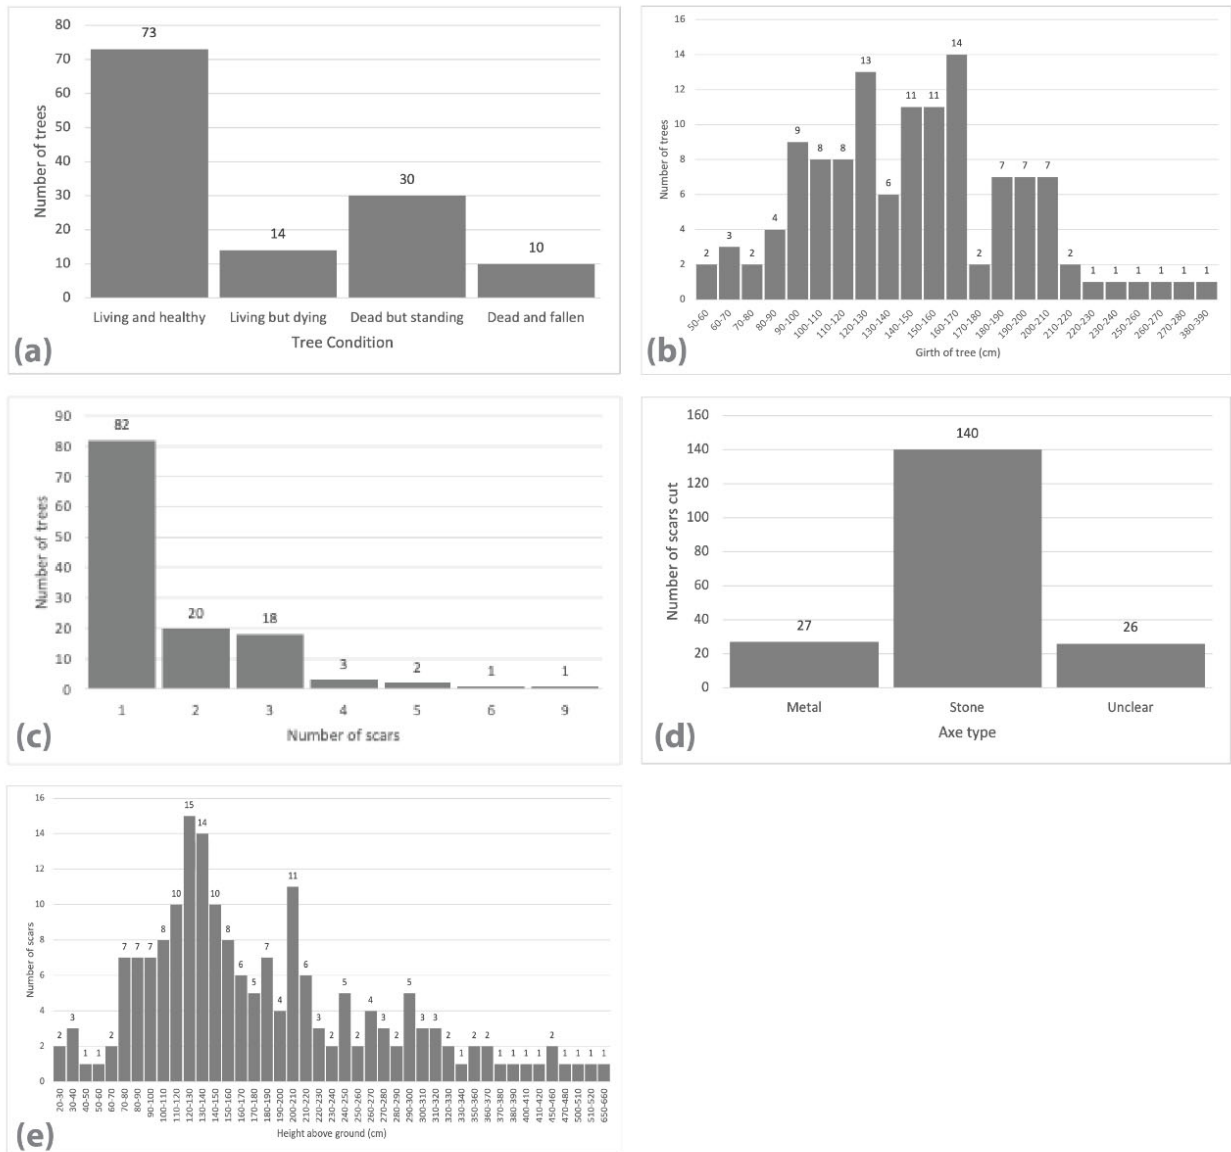 80
70
60
50
40
30
20
10
0
Number of trees
73
14
30
10
Living and healthy Living but dying Dead but standing Dead and fallen
Tree Condition
(a)
16
14
12
10
8
6
4
2
0
Number of trees
2 3 2 4 9 8 8 13 6 11 11 14 2 7 7 7 2 1 1 1 1 1 1
50-60 60-70 70-80 80-90 90-100 100-110 110-120 120-130 130-140 140-150 150-160 160-170 170-180 180-190 190-200 200-210 210-220 220-230 230-240 250-260 260-270 270-280 380-390
Girth of tree (cm)
(b)
90
80
70
60
50
40
30
20
10
0
Number of trees
82 20 18 3 2 1 1
1 2 3 4 5 6 9
Number of scars
(c)
160
140
120
100
80
60
40
20
0
Number of scars cut
27 140 26
Metal Stone Unclear
Axe type
(d)
16
14
12
10
8
6
4
2
0
Number of scars
2 3 1 1 2 7 7 7 8 10 15 14 10 8 6 5 7 4 11 6 3 2 5 2 4 3 2 5 3 3 2 1 2 2 1 1 1 1 2 1 1 1 1
20-30 30-40 40-50 50-60 60-70 70-80 80-90 90-100 100-110 110-120 120-130 130-140 140-150 150-160 160-170 170-180 180-190 190-200 200-210 210-220 220-230 230-240 240-250 250-260 260-270 270-280 280-290 290-300 300-310 310-320 320-330 330-340 350-360 360-370 370-380 380-390 400-410 410-420 450-460 470-480 500-510 510-520 650-660
Height above ground (cm)
(e)